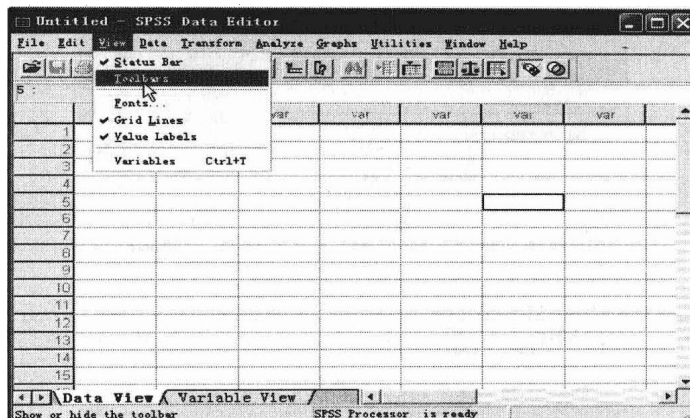 Untitled - SPSS Data Editor
File Edit View Data Transform Analyze Graphs Utilities Window Help
✔ Status Bar
Toolbars...
5 :
Fonts...
✔ Grid Lines
✔ Value Labels
Variables Ctrl+T
var var var var var
1
2
3
4
5
6
7
8
9
10
11
12
13
14
15
Data View Variable View
Show or hide the toolbar SPSS Processor is ready